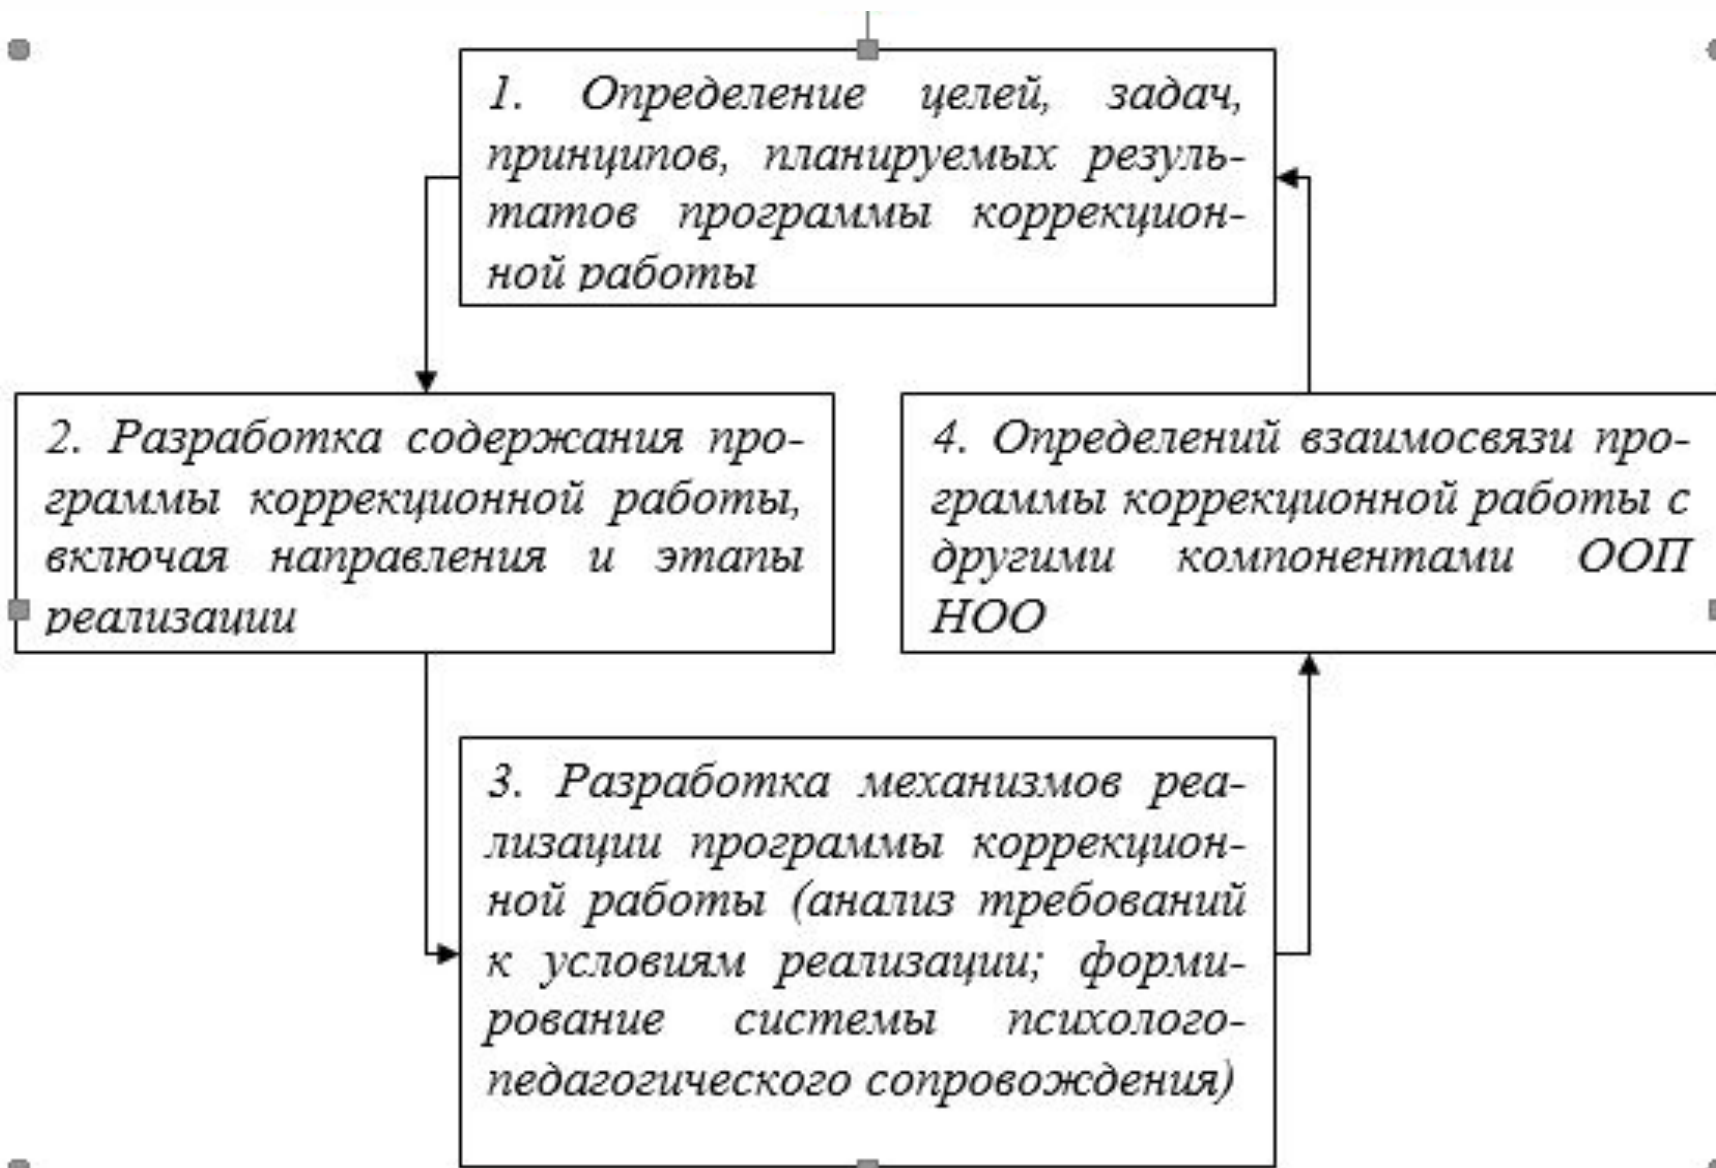 1. Определение целей, задач,
принципов, планируемых резуль-
татов программы коррекцион-
ной работы
2. Разработка содержания про-
граммы коррекционной работы,
включая направления и этапы
реализации
3. Разработка механизмов реа-
лизации программы коррекцион-
ной работы (анализ требований
к условиям реализации; форми-
рование системы психолого-
педагогического сопровождения)
4. Определений взаимосвязи про-
граммы коррекционной работы с
другими компонентами ООП
НОО